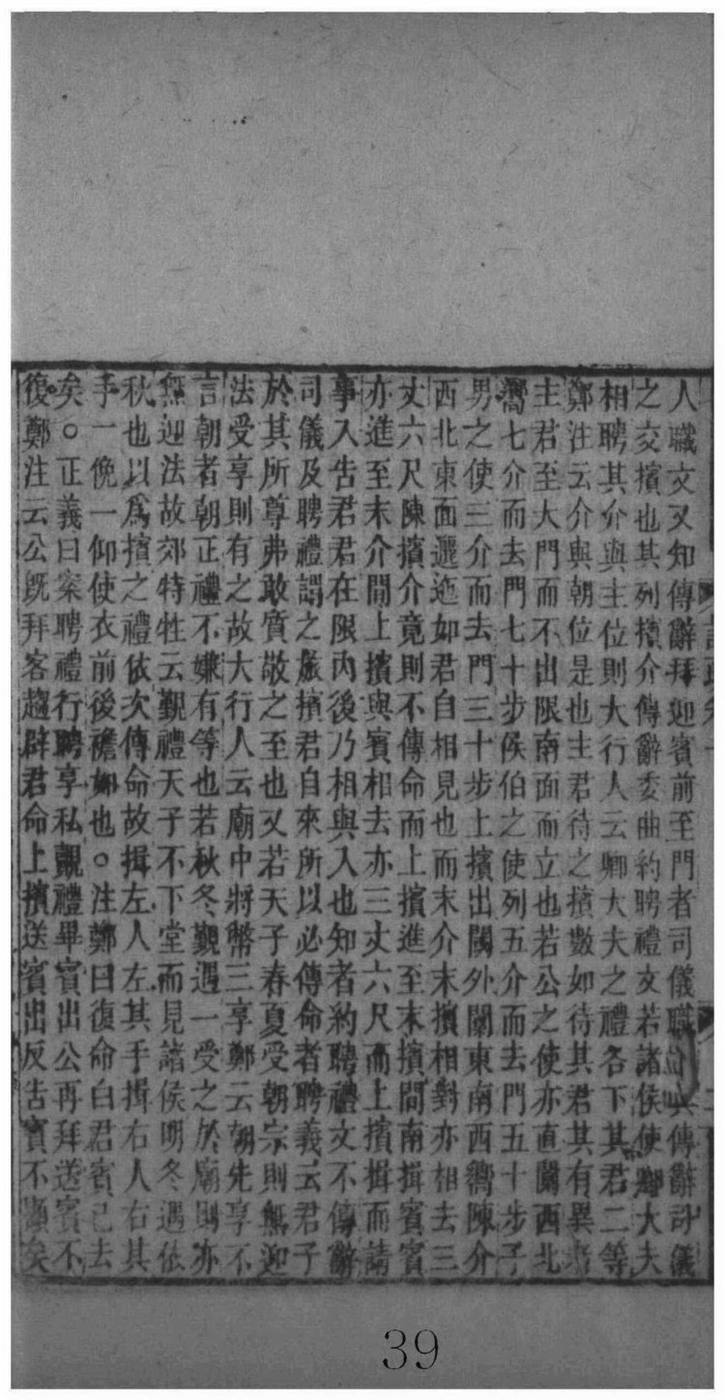 人職文又知傳辭拜迎賓前至門者司儀職文其傳辭司儀
之交擯也其列擯介傳辭委曲約聘禮文若諸侯使卿大夫
相聘其介與主位則大行人云卿大夫之禮各下其君二等
鄭注云介與朝位是也主君待之擯數如待其君其有異者
主君至大門而不出限南面而立也若公之使亦直闑西北
嚮七介而去門七十步侯伯之使列五介而去門五十步子
男之使三介而去門三十步上擯出閾外闑東南西嚮陳介
西北東面邐迤如君自相見也而末介末擯相對亦相去三
丈六尺陳擯介竟則不傳命而上擯進至末擯間南揖賓賓
亦進至末介間上擯與賓相去亦三丈六尺而上擯揖而請
事入告君君在限內後乃相與入也知者約聘禮文不傳辭
司儀及聘禮謂之旅擯君自來所以必傳命者聘義云君子
於其所尊弗敢質敬之至也又若天子春夏受朝宗則無迎
法受享則有之故大行人云廟中將幣三享鄭云朝先享不
言朝者朝正禮不嫌有等也若秋冬覲遇一受之於廟則亦
無迎法故郊特牲云覲禮天子不下堂而見諸侯明冬遇依
秋也以爲擯之禮依次傳命故揖左人左其手揖右人右其
手一俛一仰使衣前後襜如也○注鄭曰復命白君賓已去
矣○正義曰案聘禮行聘享私覿禮畢賓出公再拜送賓不
復鄭注云公既拜客趨辟君命上擯送賓出反告賓不顧矣
39